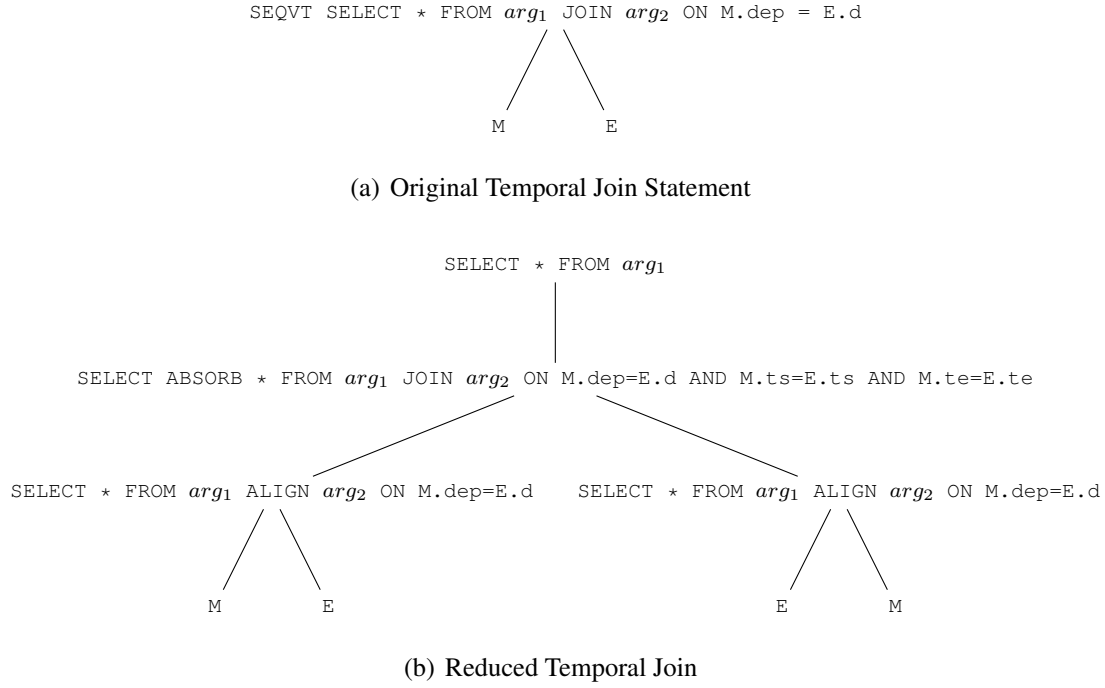 SEQVT SELECT * FROM arg1 JOIN arg2 ON M.dep = E.d
M E
(a) Original Temporal Join Statement
SELECT * FROM arg1
SELECT ABSORB * FROM arg1 JOIN arg2 ON M.dep=E.d AND M.ts=E.ts AND M.te=E.te
SELECT * FROM arg1 ALIGN arg2 ON M.dep=E.d SELECT * FROM arg1 ALIGN arg2 ON M.dep=E.d
M E E M
(b) Reduced Temporal Join